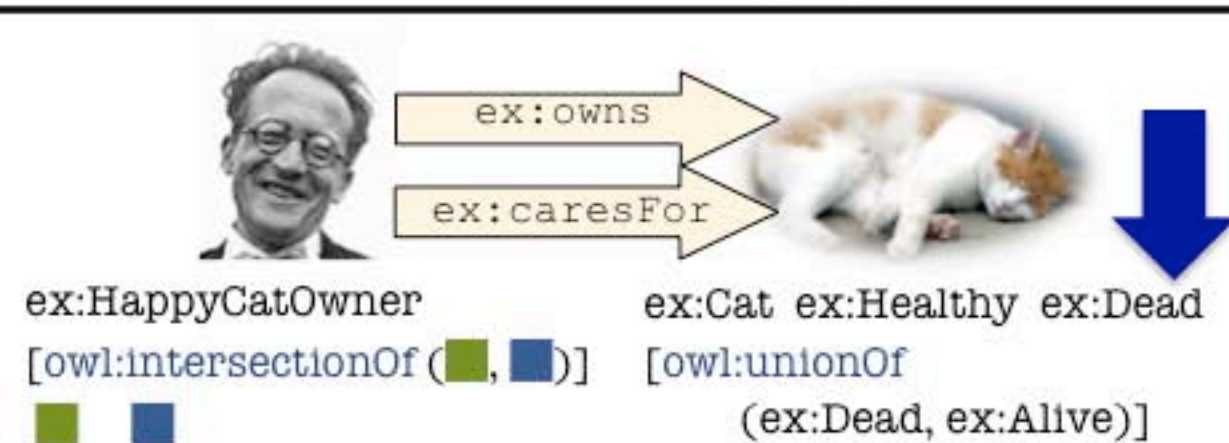 ex:owns
ex:caresFor
ex:HappyCatOwner
[owl:intersectionOf ( , )]
ex:Cat ex:Healthy ex:Dead
[owl:unionOf
(ex:Dead, ex:Alive)]